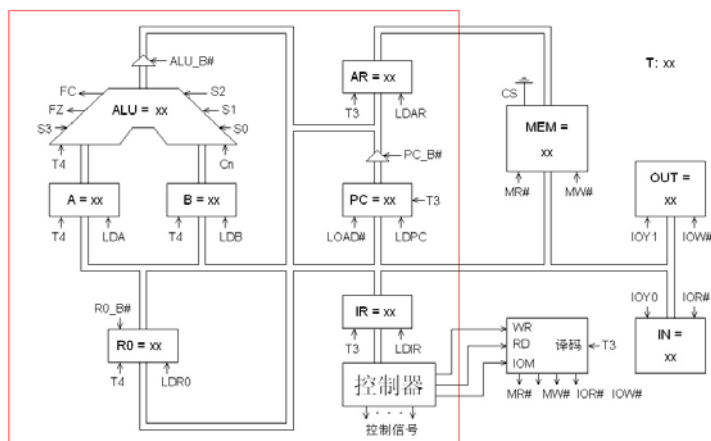 ALU_B#
FC
S2
ALU = xx
FZ
S1
S3
S0
T4
Cn
A = xx
B = xx
T4
LDA
T4
LDB
R0_B#
R0 = xx
T4
LDR0
AR = xx
T3
LDAR
PC_B#
PC = xx
T3
LOAD#
LDPC
IR = xx
T3
LDIR
控制器
· · ·
控制信号
CS
MEM =
xx
MR#
MW#
T: xx
OUT =
xx
IOY1
IOW#
IOY0
IOR#
IN =
xx
WR
RD
译码
T3
IOM
MR# MW# IOR# IOW#